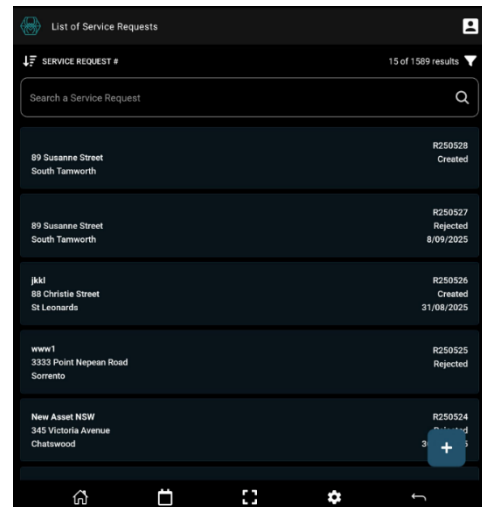 List of Service Requests
SERVICE REQUEST #
15 of 1589 results
Search a Service Request
R250528
89 Susanne Street
Created
South Tamworth
R250527
89 Susanne Street
Rejected
South Tamworth
8/09/2025
jkkl
R250526
88 Christie Street
Created
St Leonards
31/08/2025
www1
R250525
3333 Point Nepean Road
Rejected
Sorrento
New Asset NSW
R250524
345 Victoria Avenue
Chatswood